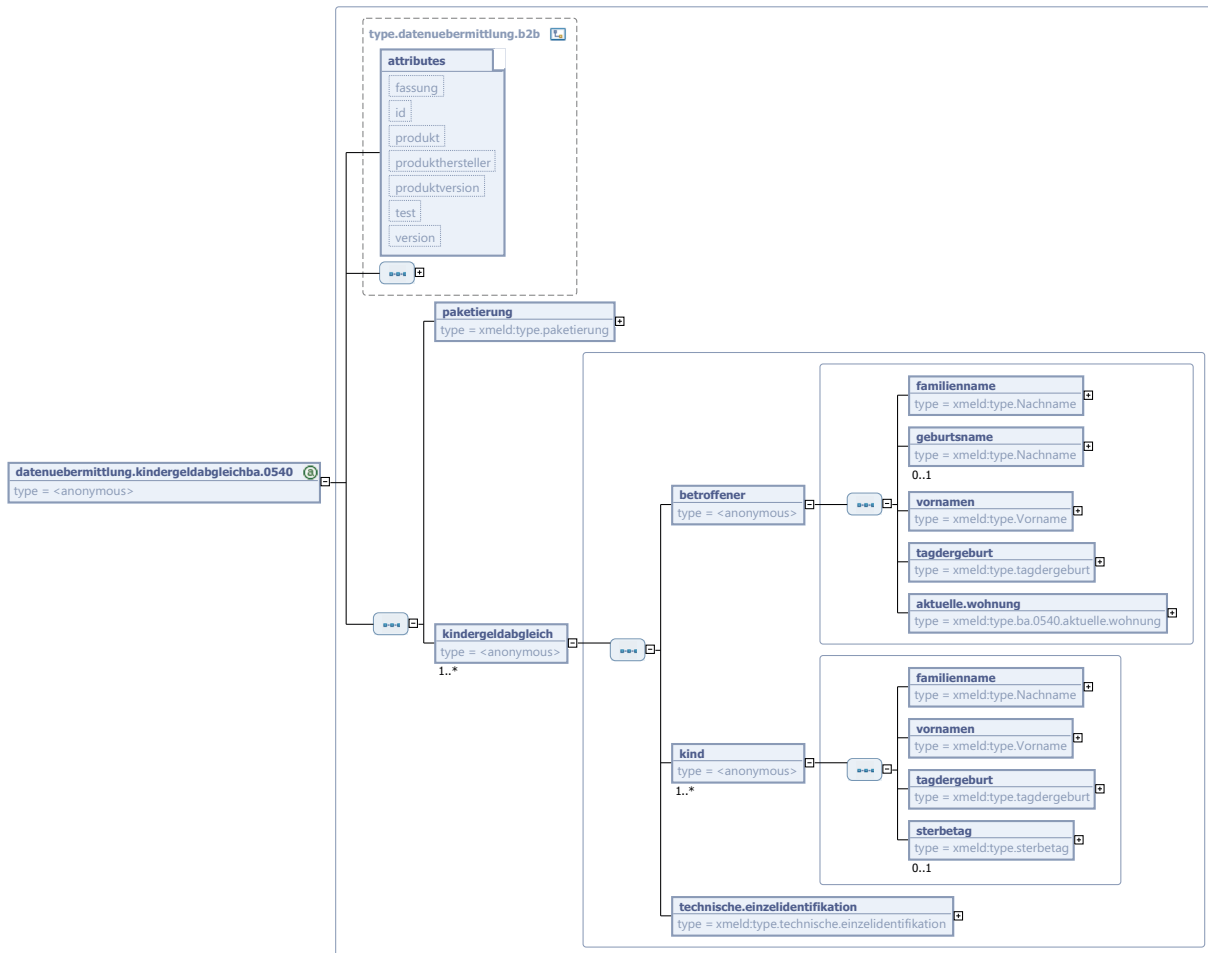 type.datenuebermittlung.b2b
attributes
fassung
id
produkt
produkthersteller
produktversion
test
version
paketierung
type = xmeld:type.paketierung
datenuebermittlung.kindergeldabgleichba.0540 a
type = <anonymous>
kindergeldabgleich
type = <anonymous>
1..*
betroffener
type = <anonymous>
familienname
type = xmeld:type.Nachname
geburtsname
type = xmeld:type.Nachname
0..1
vornamen
type = xmeld:type.Vorname
tagdergeburt
type = xmeld:type.tagdergeburt
aktuelle.wohnung
type = xmeld:type.ba.0540.aktuelle.wohnung
kind
type = <anonymous>
1..*
familienname
type = xmeld:type.Nachname
vornamen
type = xmeld:type.Vorname
tagdergeburt
type = xmeld:type.tagdergeburt
sterbetag
type = xmeld:type.sterbetag
0..1
technische.einzelidentifikation
type = xmeld:type.technische.einzelidentifikation